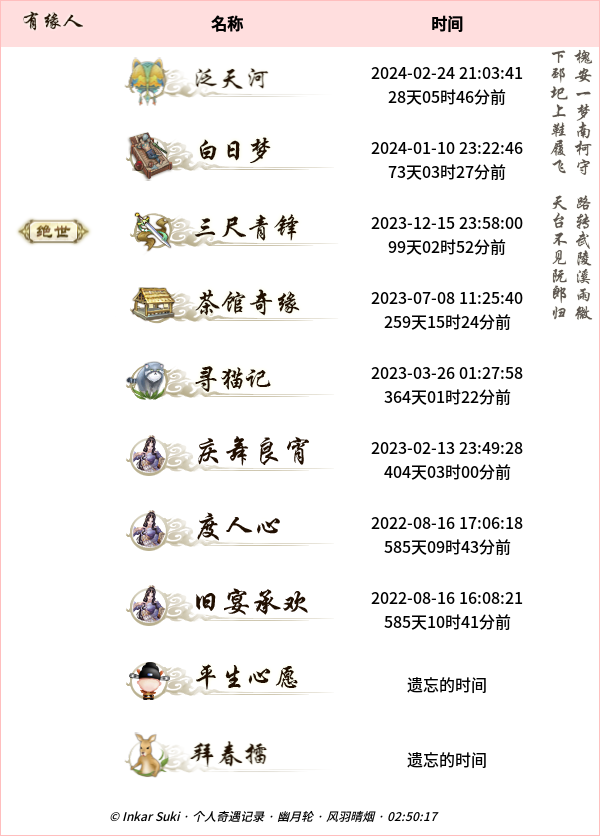 有缘人 名称 时间
泛天河 2024-02-24 21:03:41
28天05时46分前
白日梦 2024-01-10 23:22:46
73天03时27分前
绝世 三尺青锋 2023-12-15 23:58:00
99天02时52分前
茶馆奇缘 2023-07-08 11:25:40
259天15时24分前
寻猫记 2023-03-26 01:27:58
364天01时22分前
庆舞良宵 2023-02-13 23:49:28
404天03时00分前
度人心 2022-08-16 17:06:18
585天09时43分前
旧宴承欢 2022-08-16 16:08:21
585天10时41分前
平生心愿 遗忘的时间
拜春擂 遗忘的时间
槐安一梦南柯守
下邳圯上鞋履飞
路转武陵溪雨微
天台不见阮郎归
© Inkar Suki · 个人奇遇记录 · 幽月轮 · 风羽晴烟 · 02:50:17